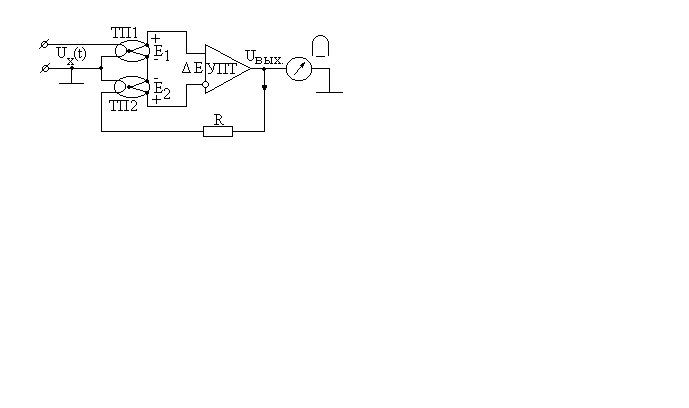 ТП1
+
Uвых.
Ux(t)
E1
-
ΔE
УПТ
-
E2
ТП2
+
R